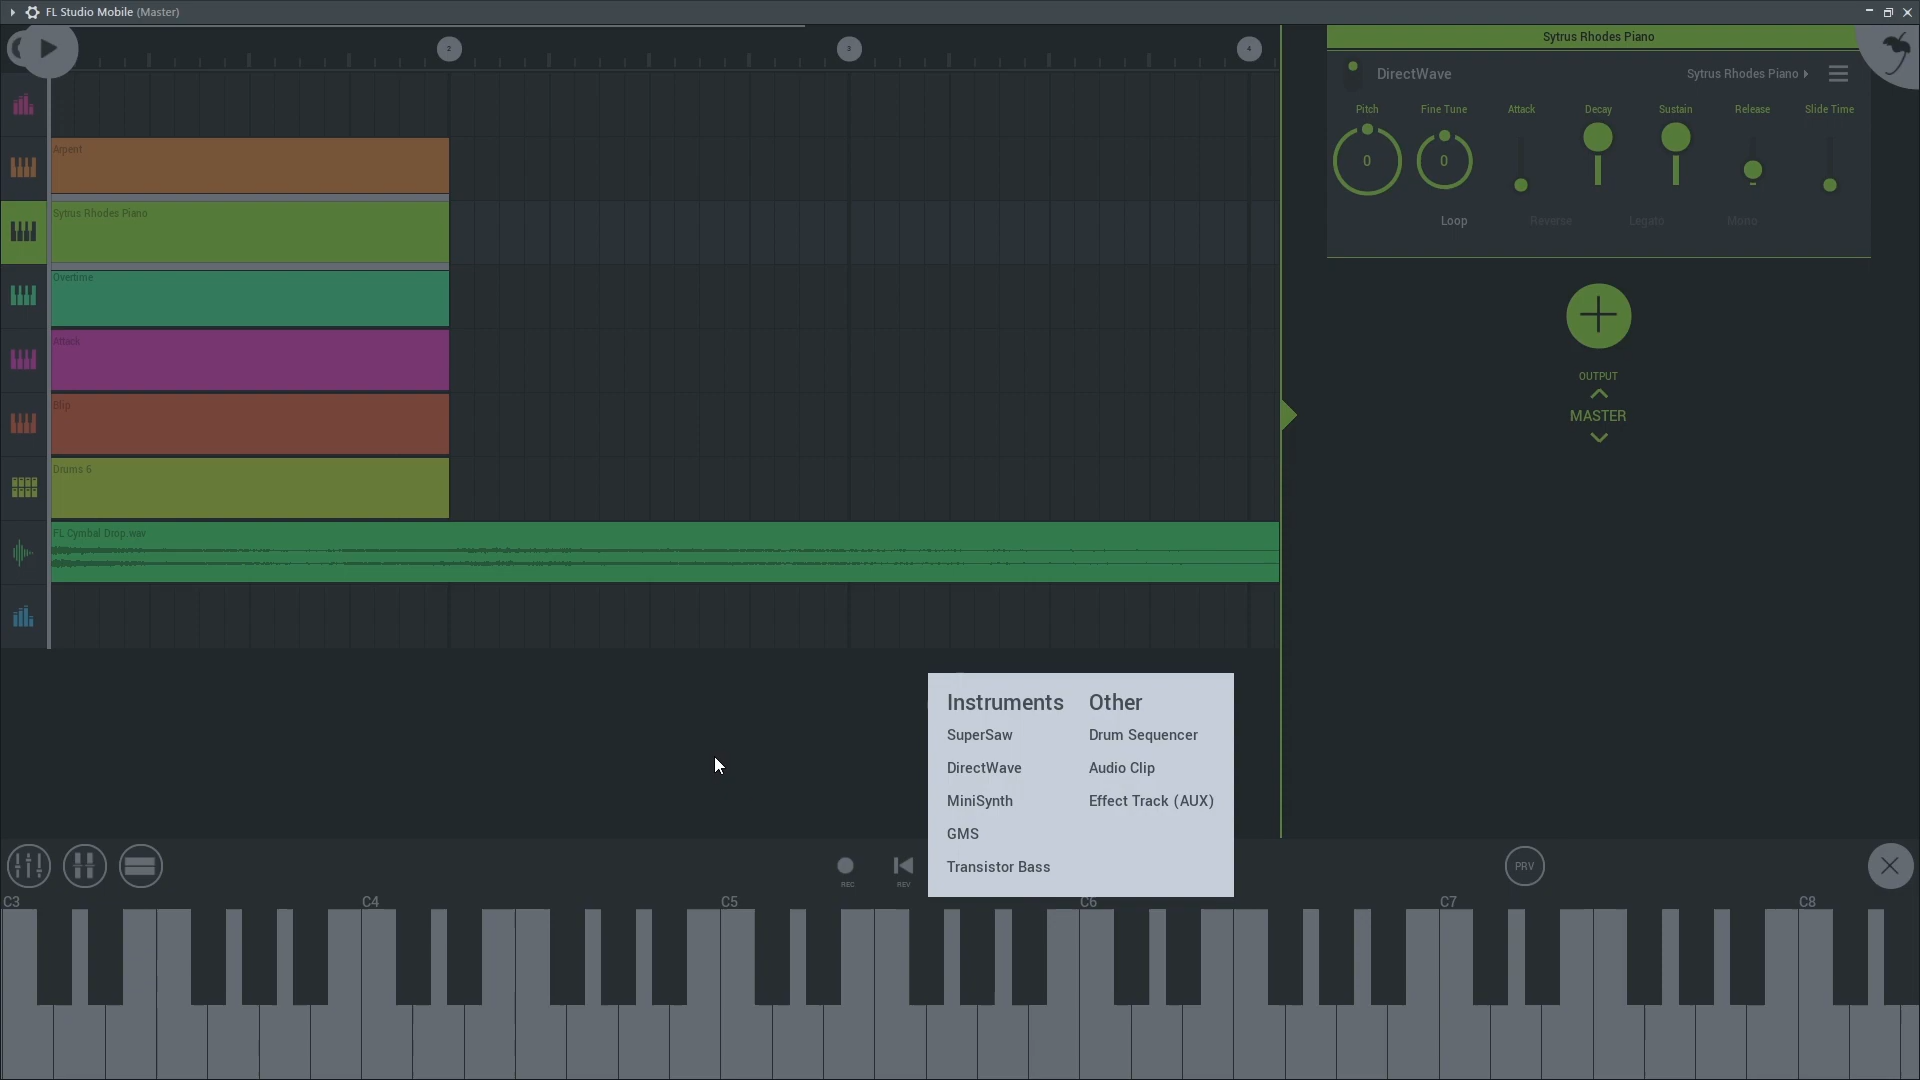 FL Studio Mobile (Master)
2
3
4
Sytrus Rhodes Piano
DirectWave
Sytrus Rhodes Piano
Pitch
Fine Tune
Attack
Decay
Sustain
Release
Slide Time
0
0
Loop
Reverse
Legato
Mono
OUTPUT
MASTER
Arpent
Sytrus Rhodes Piano
Overtime
Attack
Blip
Drums 6
FL Cymbal Drop.wav
Instruments
SuperSaw
DirectWave
MiniSynth
GMS
Transistor Bass
Other
Drum Sequencer
Audio Clip
Effect Track (AUX)
REC
REV
PRV
C3
C4
C5
C6
C7
C8